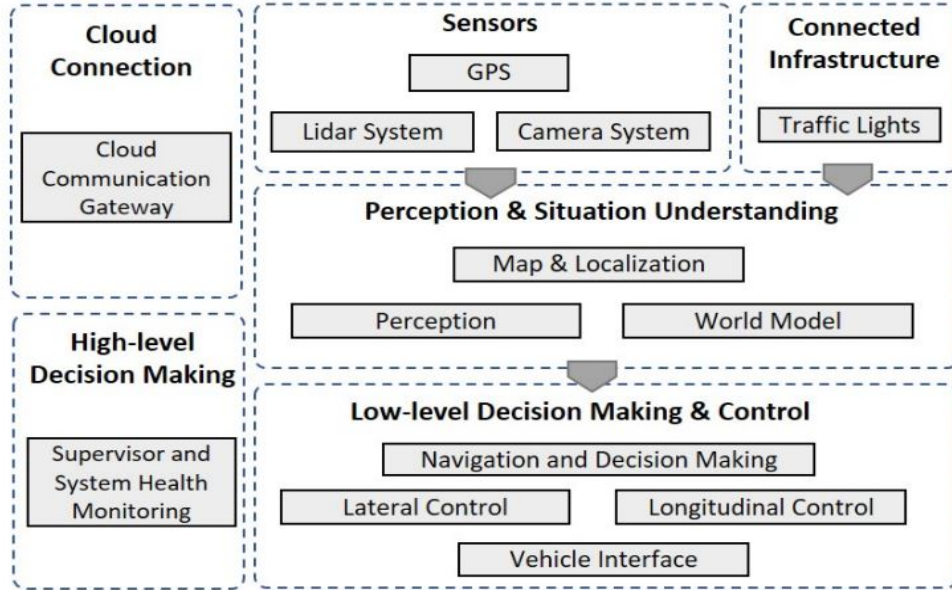 Cloud
Connection
Cloud
Communication
Gateway
Sensors
GPS
Lidar System
Camera System
Connected
Infrastructure
Traffic Lights
Perception & Situation Understanding
Map & Localization
Perception
World Model
High-level
Decision Making
Supervisor and
System Health
Monitoring
Low-level Decision Making & Control
Navigation and Decision Making
Lateral Control
Longitudinal Control
Vehicle Interface